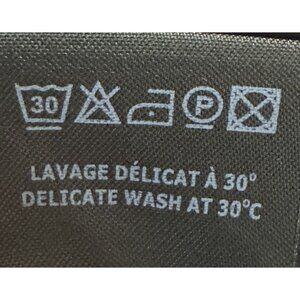 30 P
LAVAGE DÉLICAT À 30°
DELICATE WASH AT 30°C